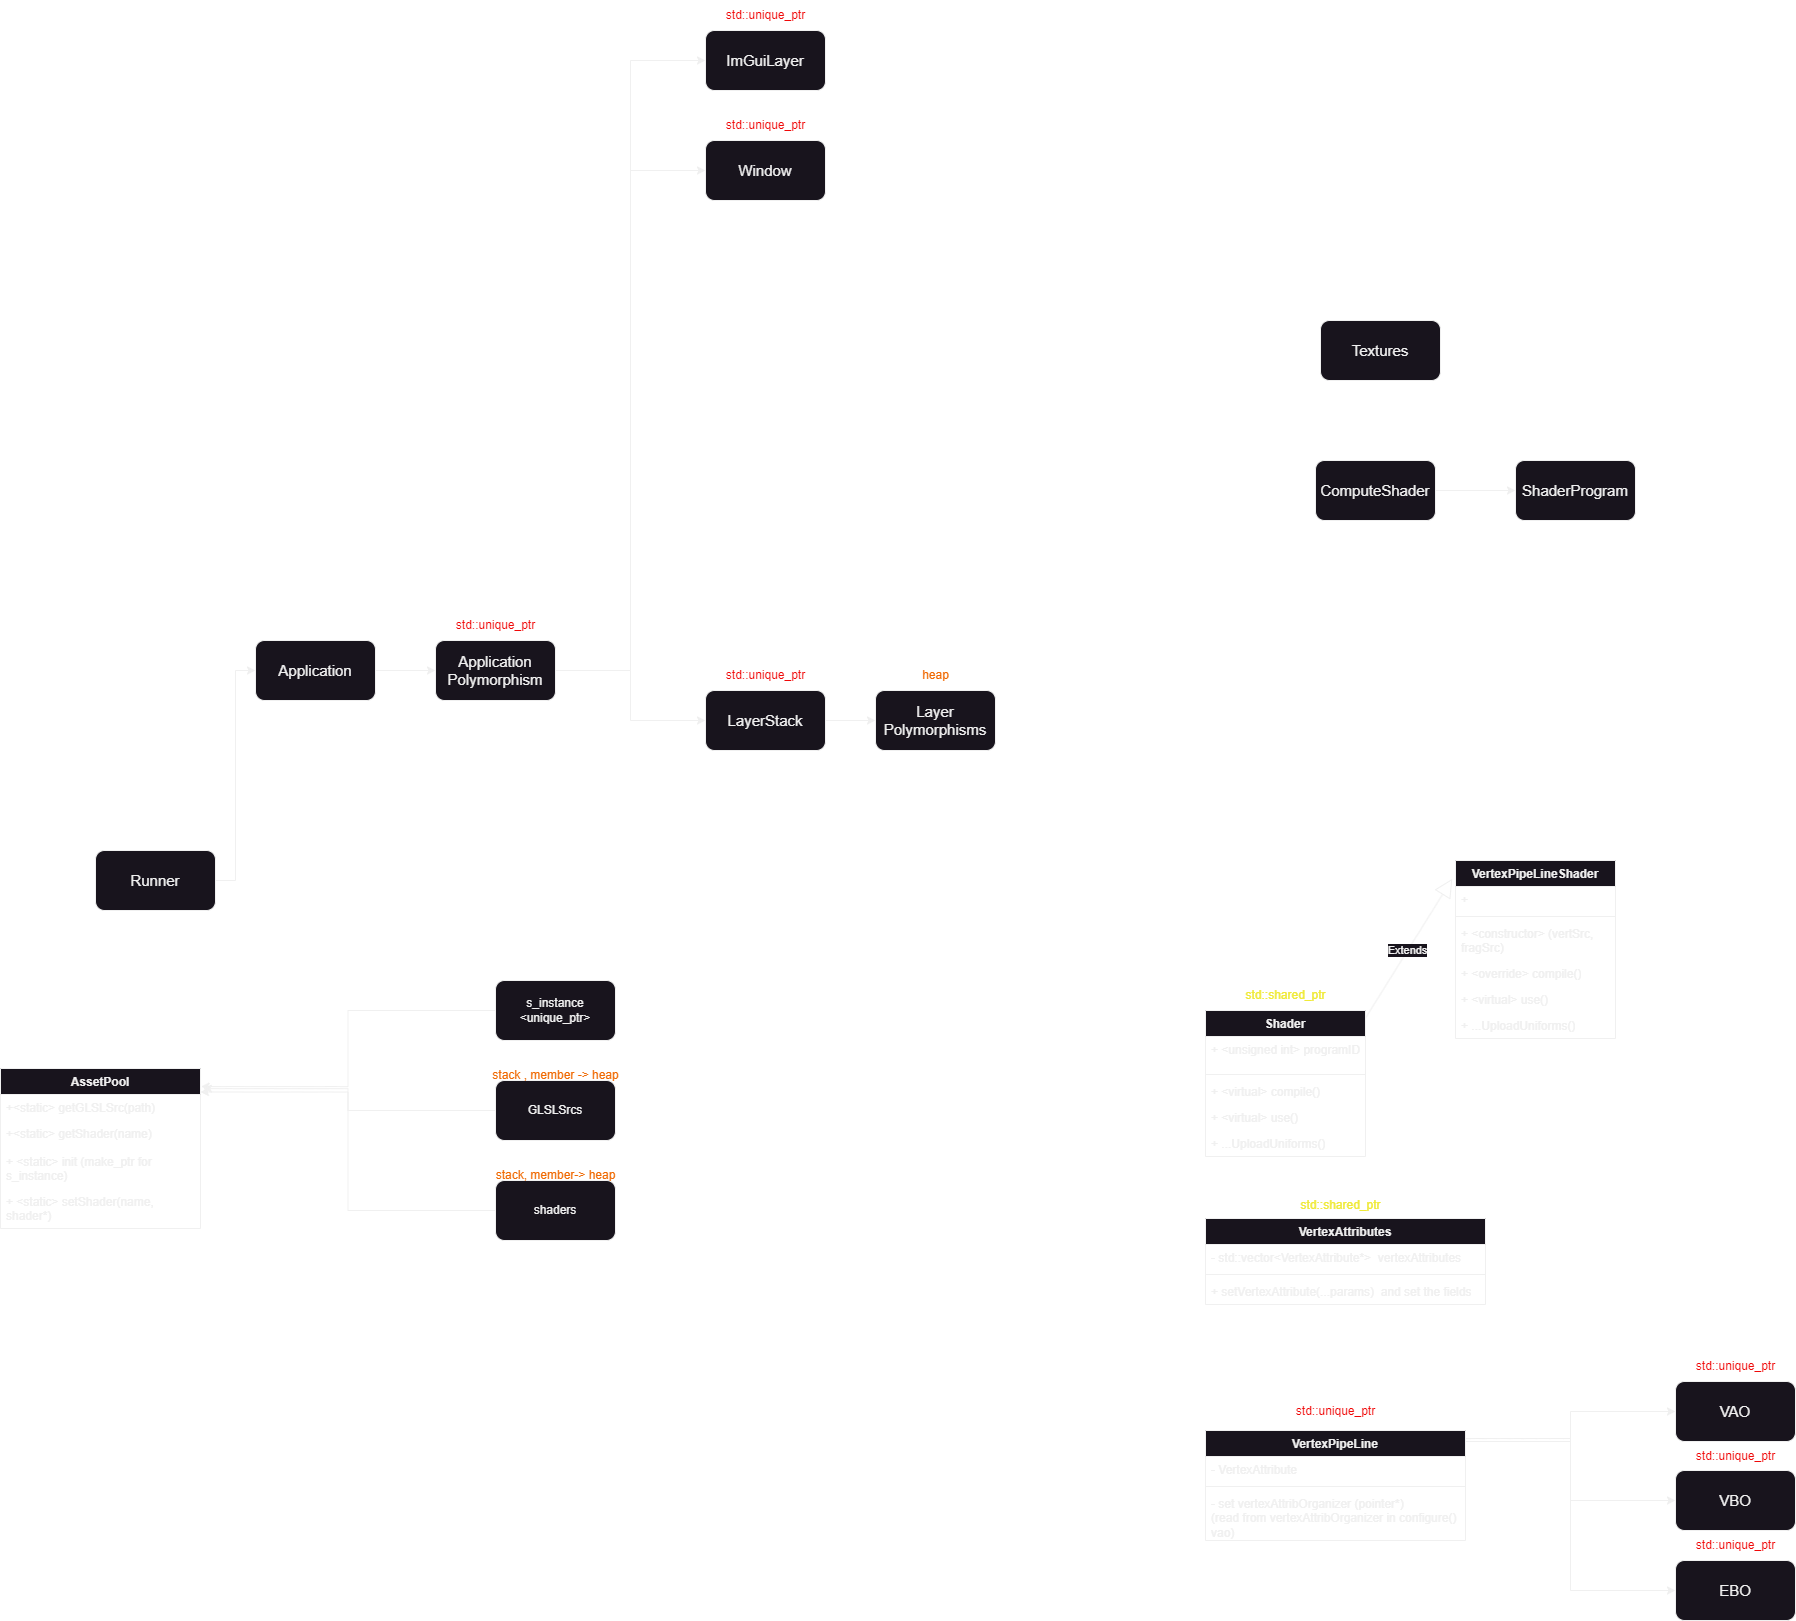 std::unique_ptr
ImGuiLayer
std::unique_ptr
Window
Textures
ComputeShader
ShaderProgram
std::unique_ptr
Application
Application
Polymorphism
std::unique_ptr
LayerStack
heap
Layer
Polymorphisms
Runner
VertexPipeLineShader
+
+ <constructor> (vertSrc,
fragSrc)
+ <override> compile()
+ <virtual> use()
+ ...UploadUniforms()
Extends
std::shared_ptr
Shader
+ <unsigned int> programID
+ <virtual> compile()
+ <virtual> use()
+ ...UploadUniforms()
s_instance
<unique_ptr>
stack , member -> heap
GLSLSrcs
stack, member-> heap
shaders
AssetPool
+<static> getGLSLSrc(path)
+<static> getShader(name)
+ <static> init (make_ptr for
s_instance)
+ <static> setShader(name,
shader*)
std::shared_ptr
VertexAttributes
- std::vector<VertexAttribute*>  vertexAttributes
+ setVertexAttribute(...params)  and set the fields
std::unique_ptr
VertexPipeLine
- VertexAttribute
- set vertexAttribOrganizer (pointer*)
(read from vertexAttribOrganizer in configure()
vao)
std::unique_ptr
VAO
std::unique_ptr
VBO
std::unique_ptr
EBO